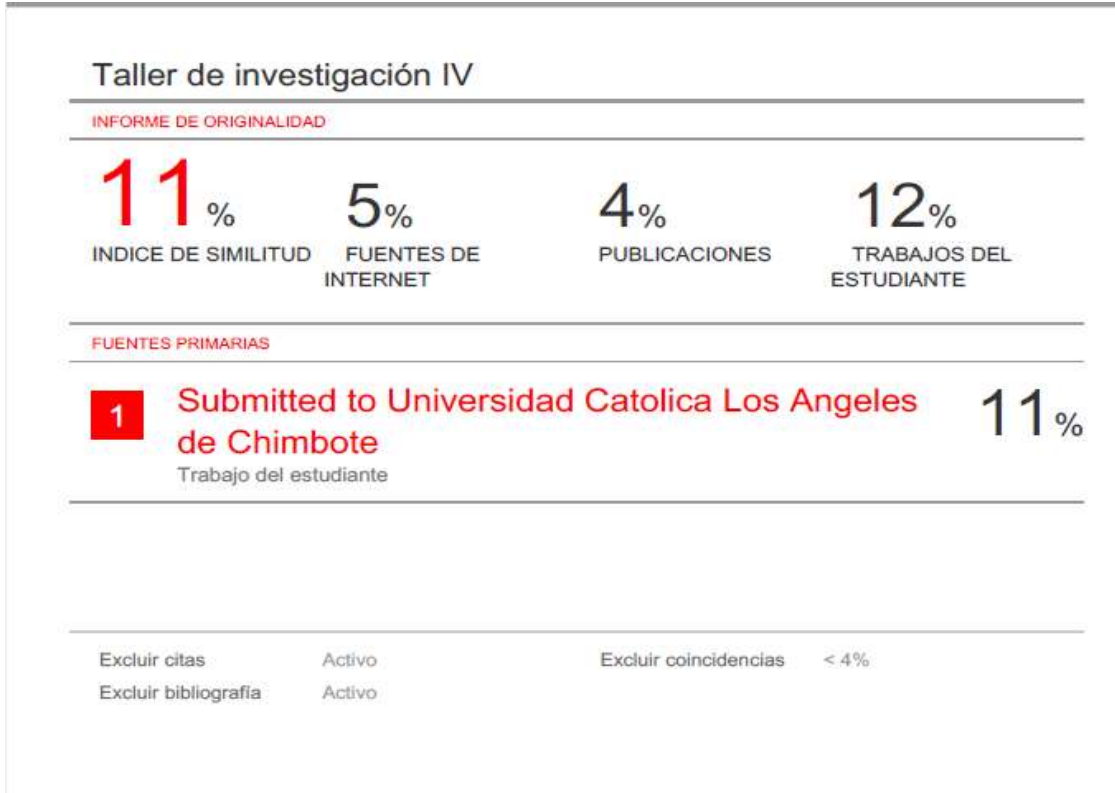 Taller de investigación IV
INFORME DE ORIGINALIDAD
11% 5% 4% 12%
INDICE DE SIMILITUD FUENTES DE INTERNET PUBLICACIONES TRABAJOS DEL ESTUDIANTE
FUENTES PRIMARIAS
1 Submitted to Universidad Catolica Los Angeles 11%
de Chimbote
Trabajo del estudiante
Excluir citas Activo Excluir coincidencias < 4%
Excluir bibliografía Activo